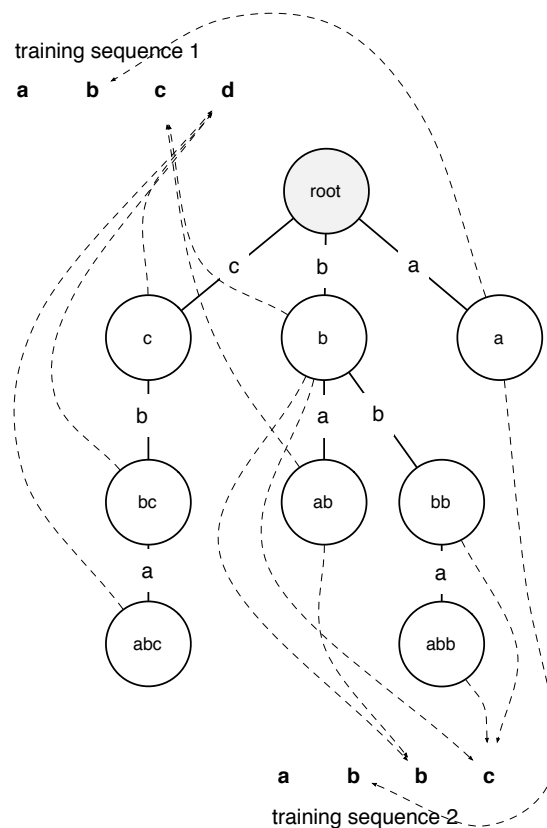 training sequence 1
a b c d
root
c b a
c b a
b a b
bc ab bb
a a
abc abb
a b b c
training sequence 2